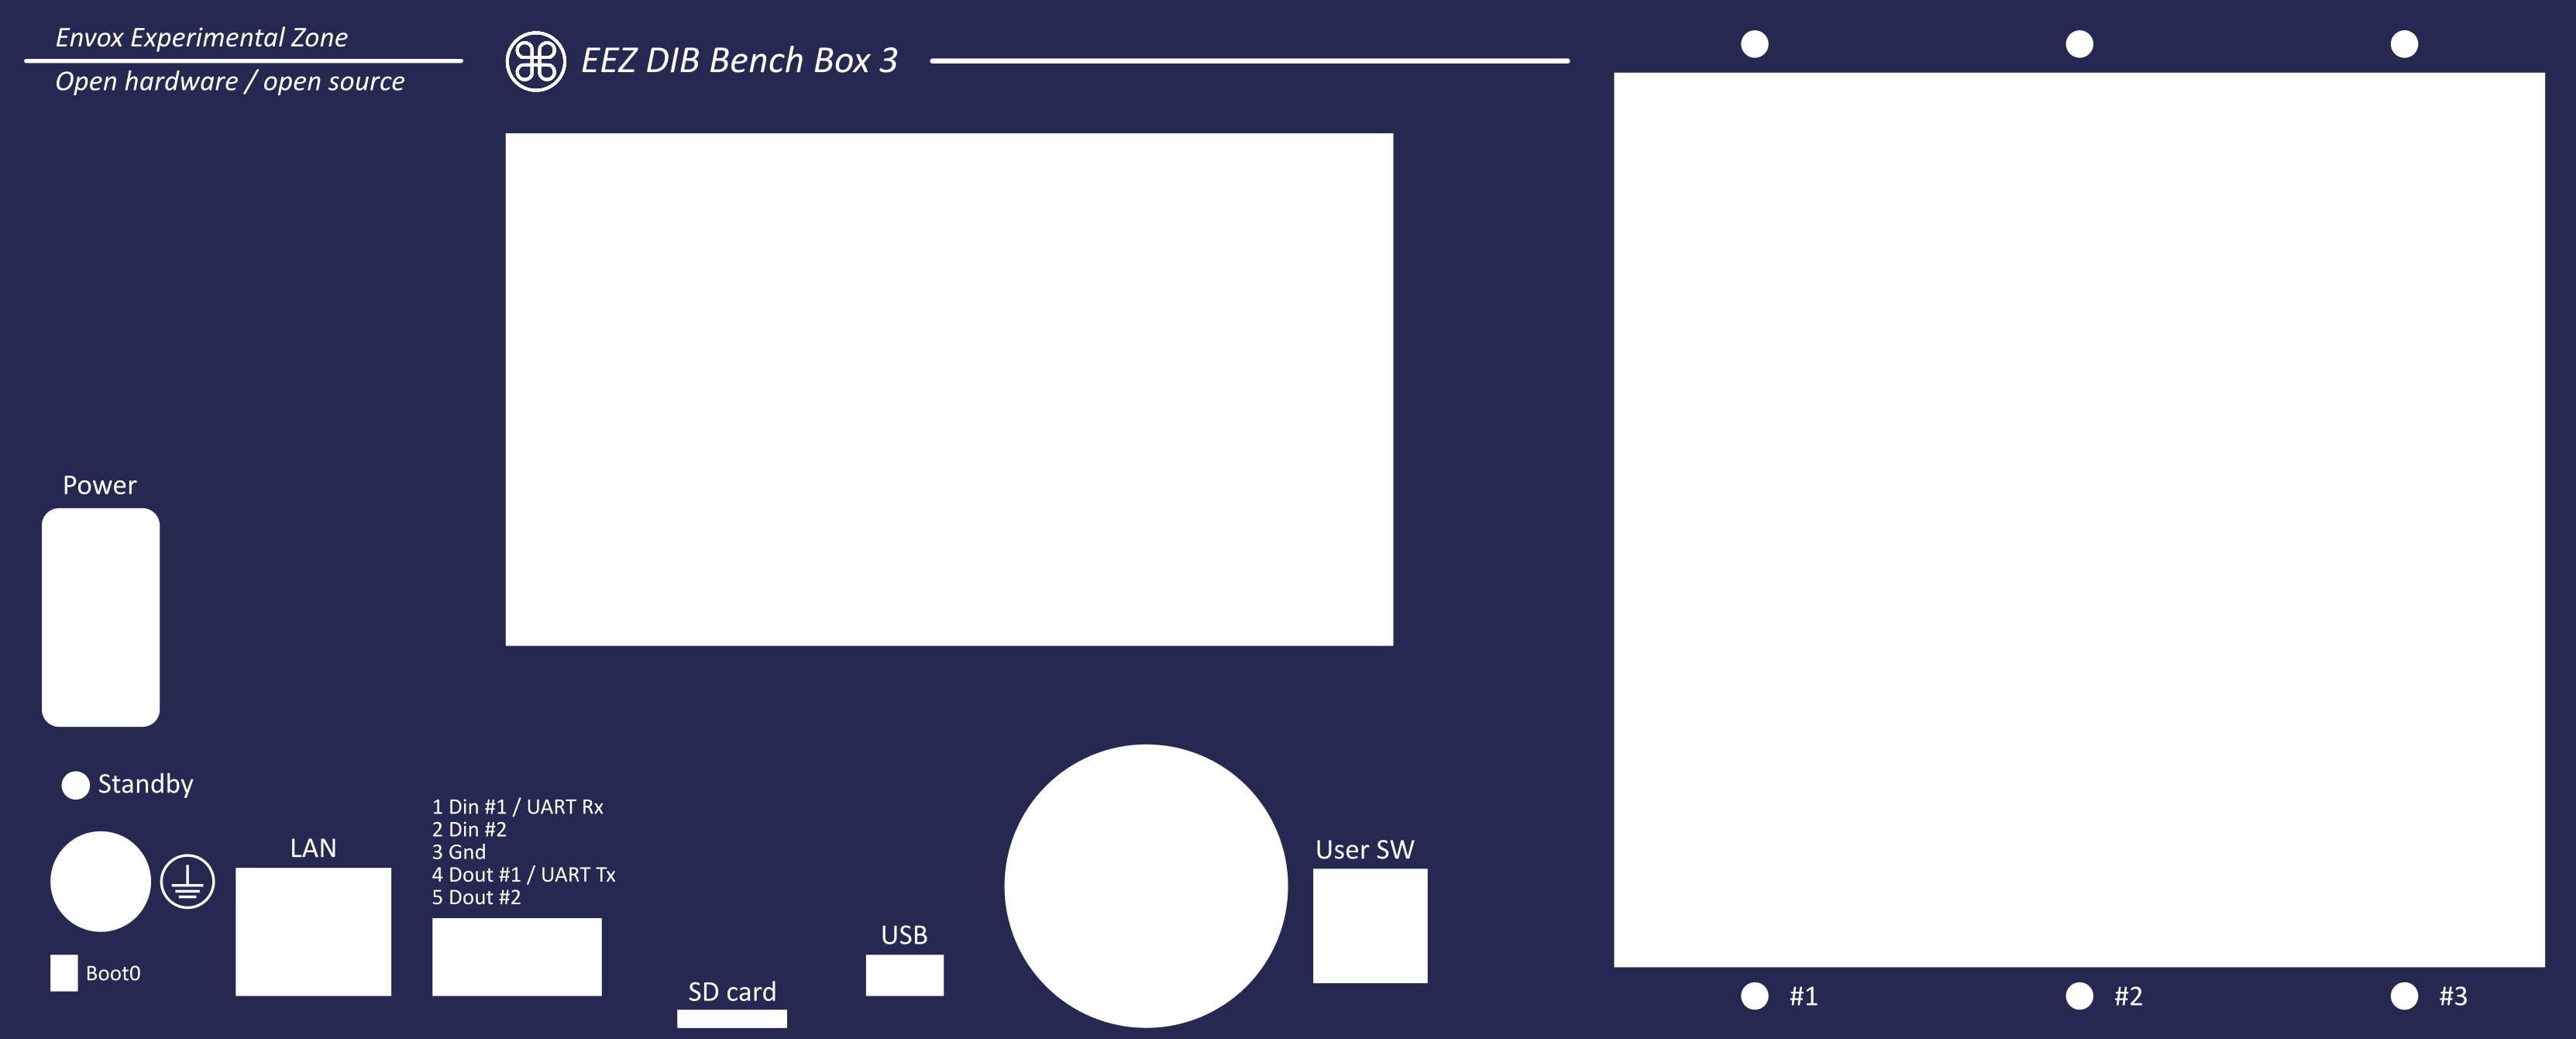 Envox Experimental Zone
Open hardware / open source
EEZ DIB Bench Box 3
Power
Standby
LAN
1 Din #1 / UART Rx
2 Din #2
3 Gnd
4 Dout #1 / UART Tx
5 Dout #2
Boot0
SD card
USB
User SW
#1
#2
#3